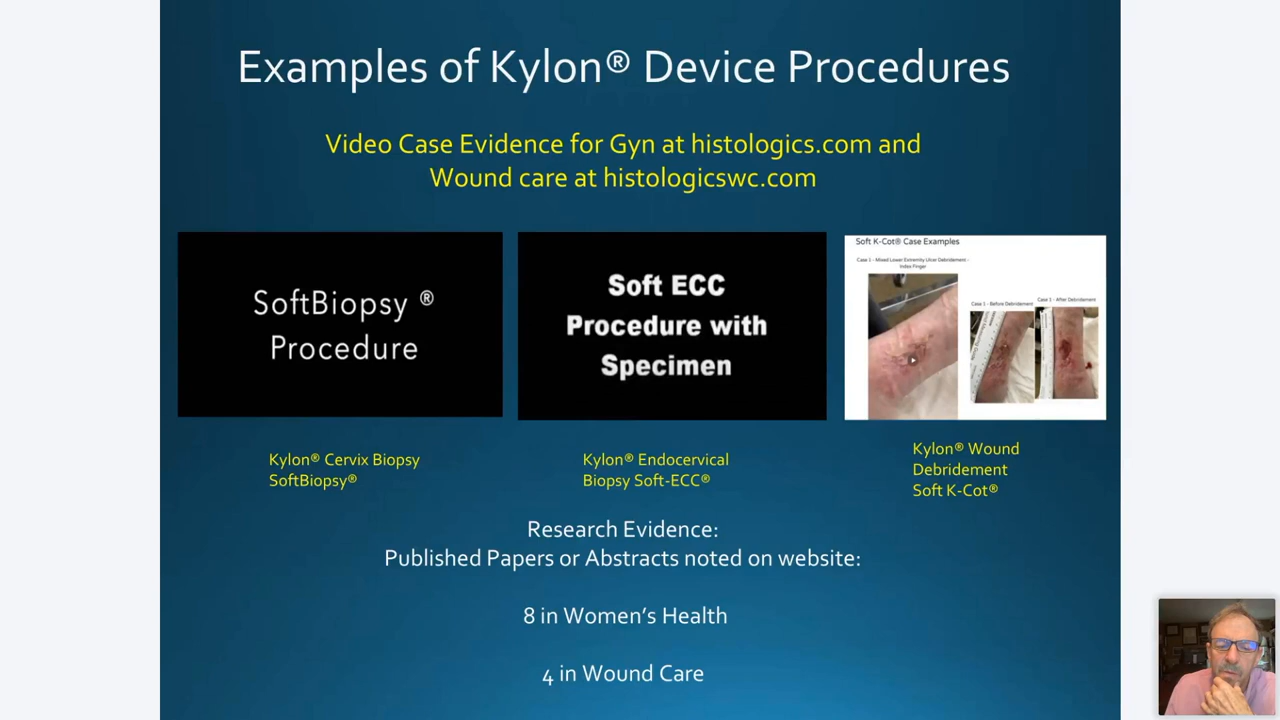 Examples of Kylon® Device Procedures
Video Case Evidence for Gyn at histologics.com and
Wound care at histologicswc.com
SoftBiopsy ®
Procedure
Soft ECC
Procedure with
Specimen
Soft K-Cot® Case Examples
Case 1 - Mixed Lower Extremity Ulcer Debridement -
Index Finger
Case 1 - Before Debridement
Case 1 - After Debridement
Kylon® Cervix Biopsy
SoftBiopsy®
Kylon® Endocervical
Biopsy Soft-ECC®
Kylon® Wound
Debridement
Soft K-Cot®
Research Evidence:
Published Papers or Abstracts noted on website:
8 in Women’s Health
4 in Wound Care